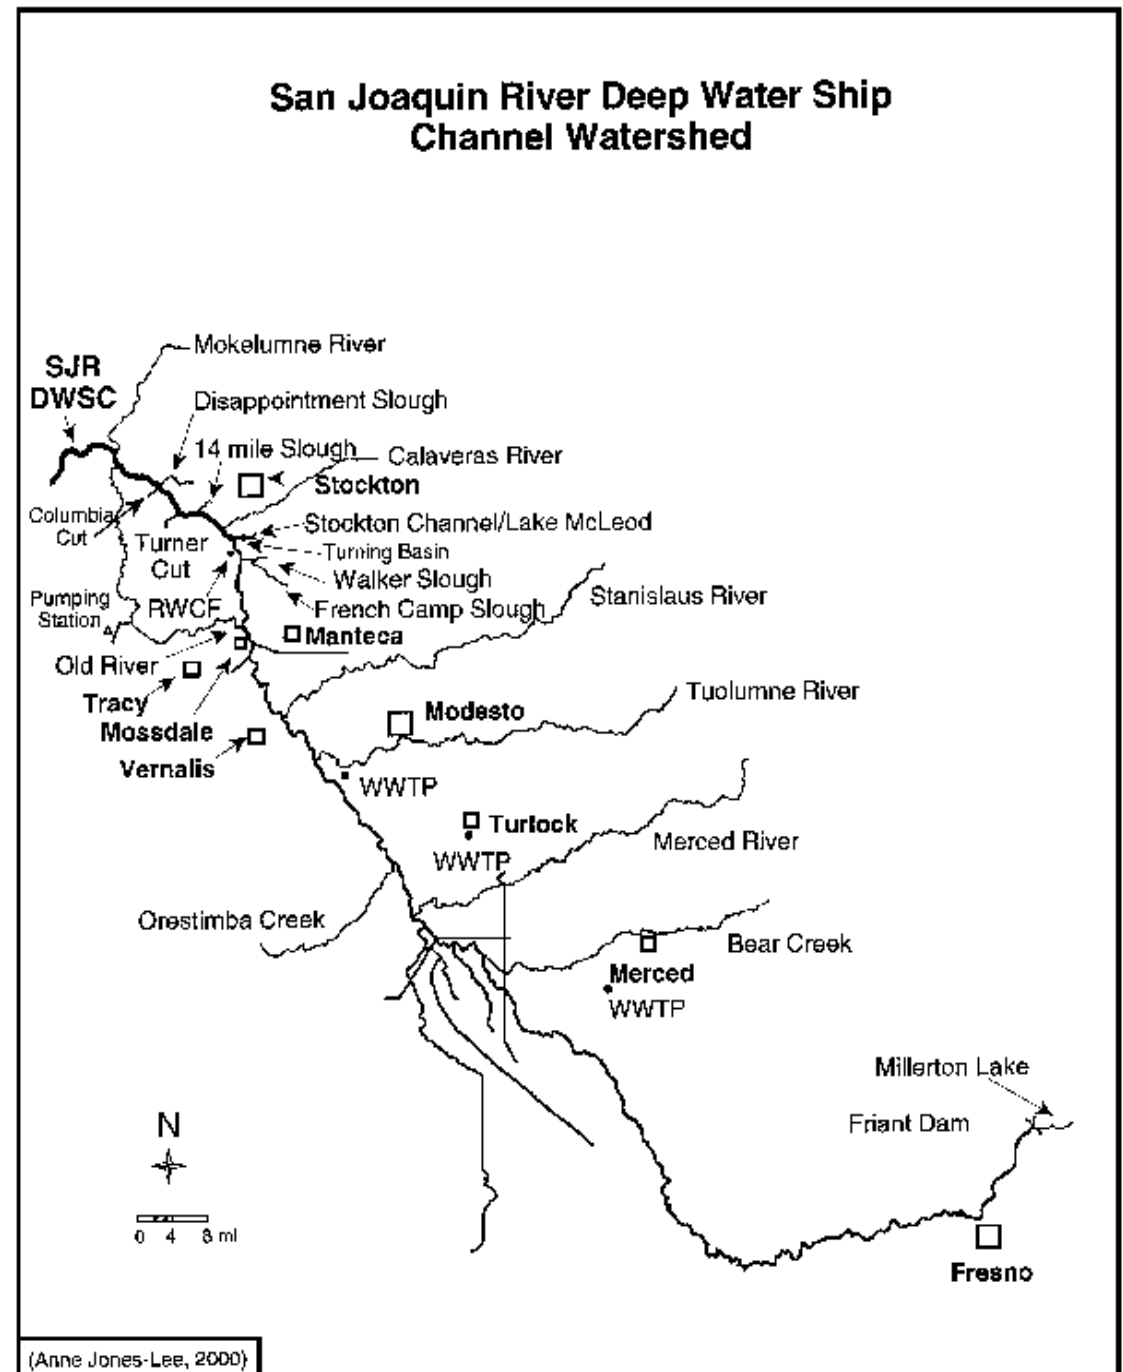 San Joaquin River Deep Water Ship
Channel Watershed
Mokelumne River
SJR
DWSC
Disappointment Slough
14 mile Slough
Calaveras River
Stockton
Columbia
Cut
Turner
Cut
Stockton Channel/Lake McLeod
Turning Basin
Walker Slough
French Camp Slough
Stanislaus River
Pumping
Station
RWCF
Manteca
Old River
Tracy
Mossdale
Vernalis
Modesto
Tuolumne River
WWTP
Turlock
WWTP
Merced River
Orestimba Creek
Bear Creek
Merced
WWTP
Millerton Lake
Friant Dam
N
0 4 8 mi
Fresno
(Anne Jones-Lee, 2000)